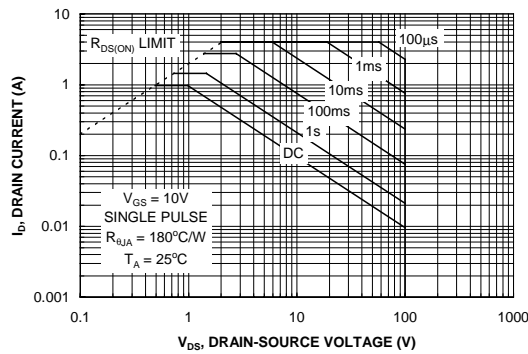 10
1
0.1
0.01
0.001
I_D, DRAIN CURRENT (A)
R_DS(ON) LIMIT
100μs
1ms
10ms
100ms
1s
DC
V_GS = 10V
SINGLE PULSE
R_θJA = 180°C/W
T_A = 25°C
0.1 1 10 100 1000
V_DS, DRAIN-SOURCE VOLTAGE (V)